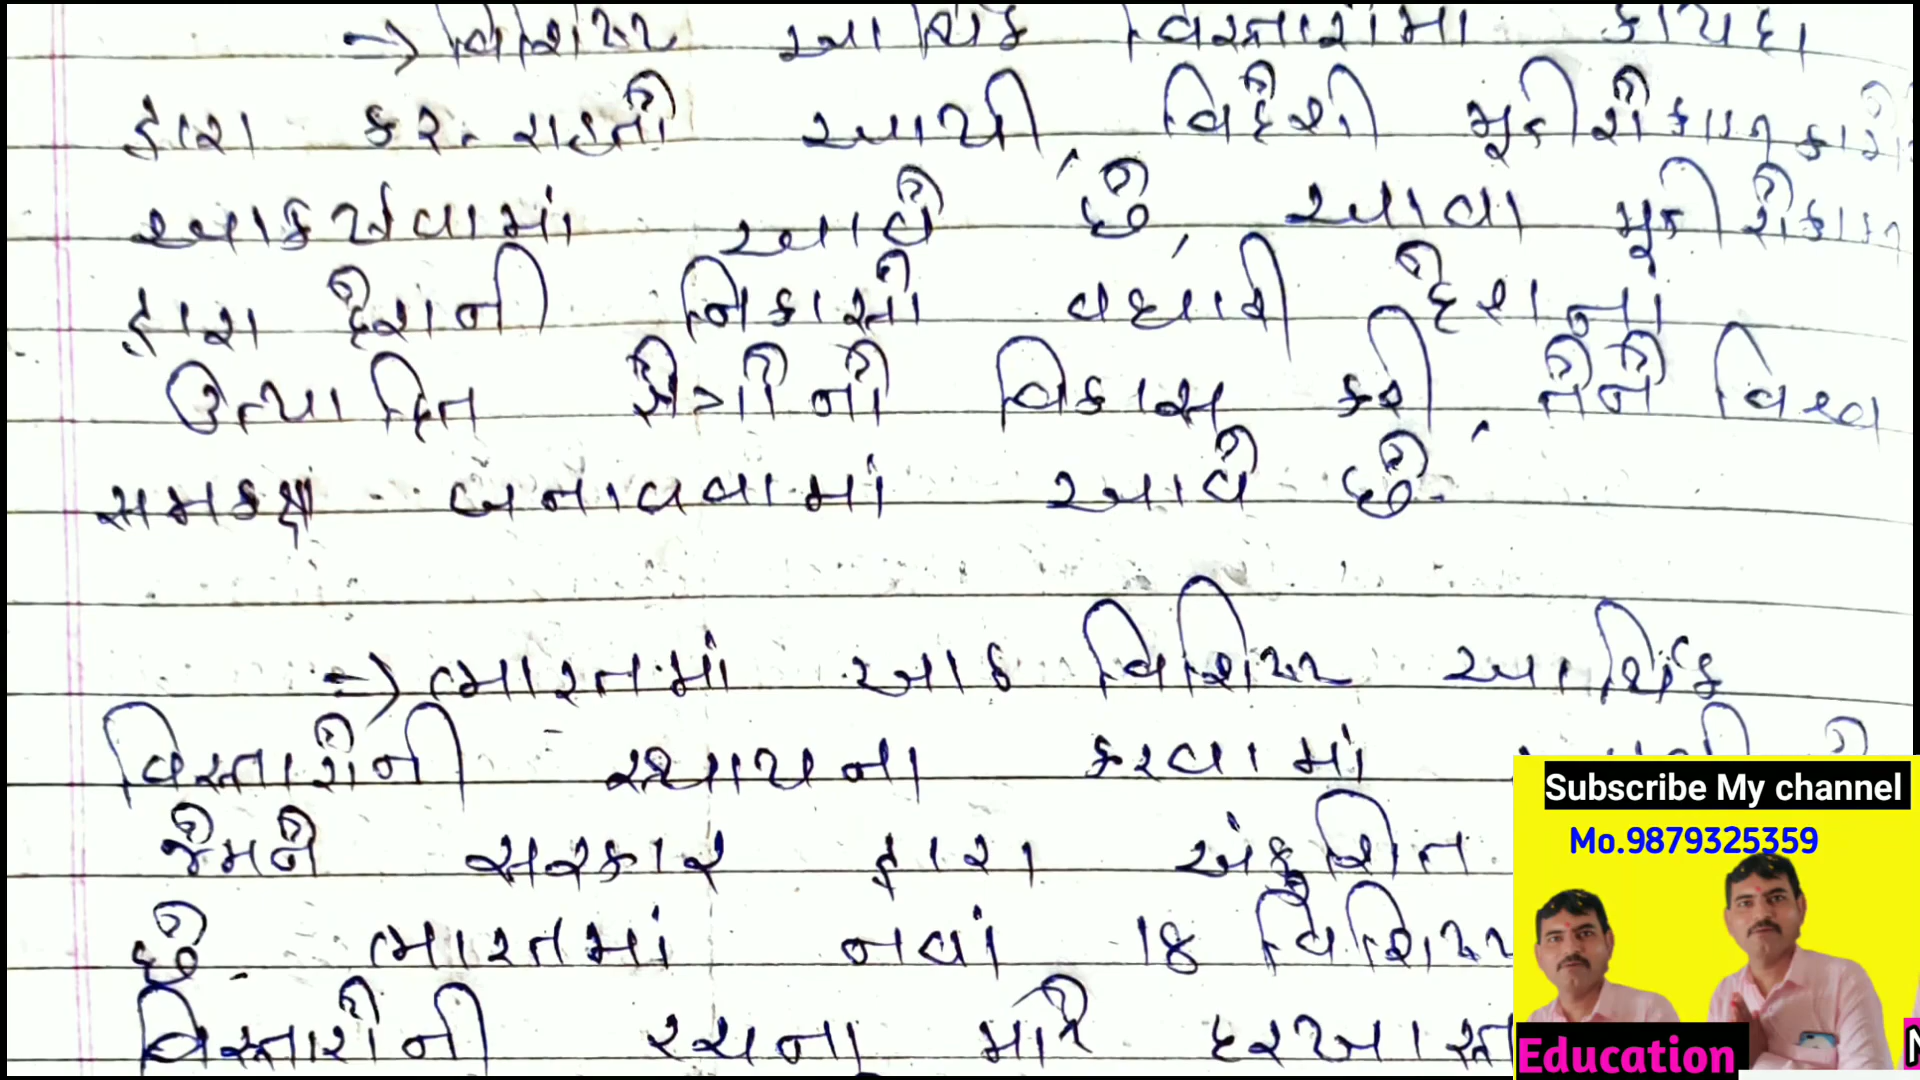 → વિશિષ્ટ આર્થિક વિસ્તારોમાં કાયદા
દ્વારા કર-રાહતો આપી, વિદેશી મૂડીરોકાણકારો
આકર્ષવામાં આવે છે, આવા મૂડીરોકાણ
દ્વારા દેશની નિકાસો વધારી દેશના
ઉત્પાદિત ક્ષેત્રોનો વિકાસ કરી, તેને વિશ્વ
સમકક્ષ બનાવવામાં આવે છે.
→ ભારતમાં આઠ વિશિષ્ટ આર્થિક
વિસ્તારોની સ્થાપના કરવામાં
જેમને સરકાર દ્વારા અંકુશિત
છે. ભારતમાં નવાં 18 વિશિષ્ટ
વિસ્તારોની રચના માટે દરખાસ્ત
Subscribe My channel
Mo.9879325359
Education